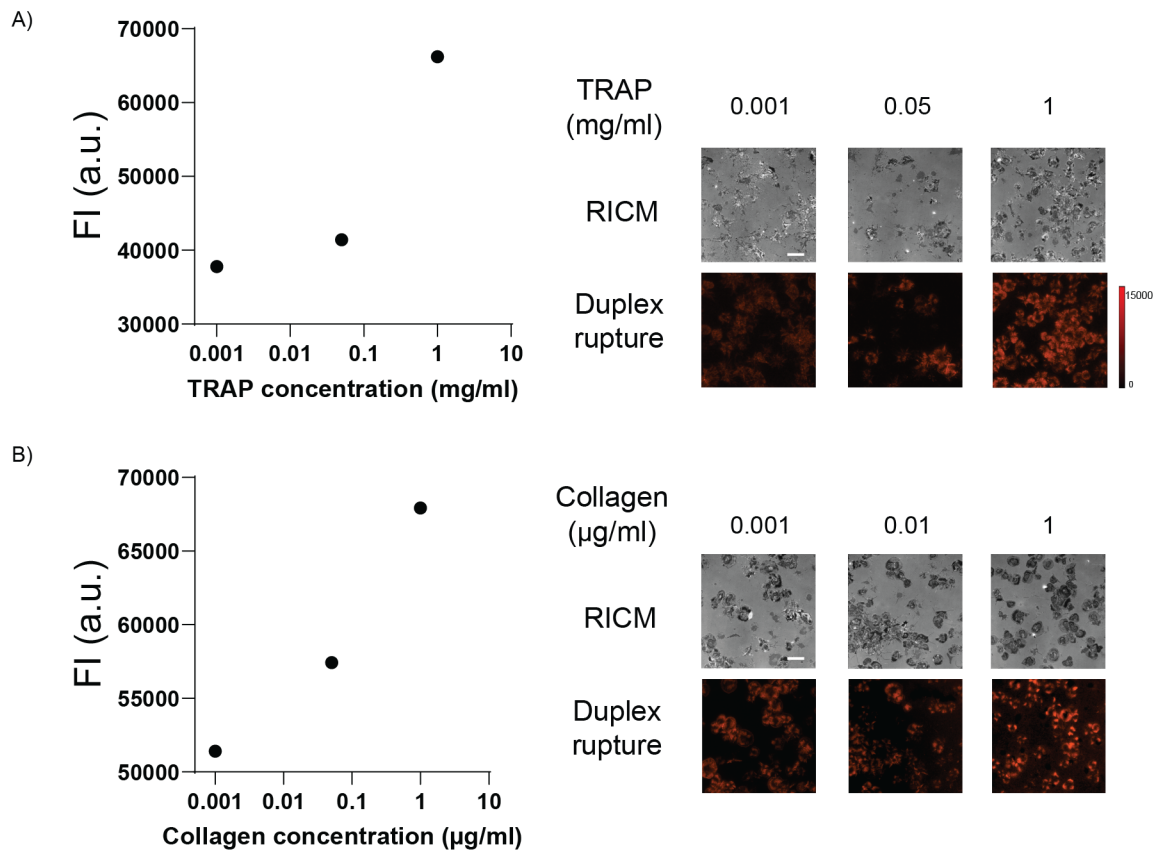 A)
70000
60000
50000
40000
30000
FI (a.u.)
0.001 0.01 0.1 1 10
TRAP concentration (mg/ml)
TRAP
(mg/ml)
0.001 0.05 1
RICM
Duplex
rupture
15000
0
B)
70000
65000
60000
55000
50000
FI (a.u.)
0.001 0.01 0.1 1 10
Collagen concentration (µg/ml)
Collagen
(µg/ml)
0.001 0.01 1
RICM
Duplex
rupture